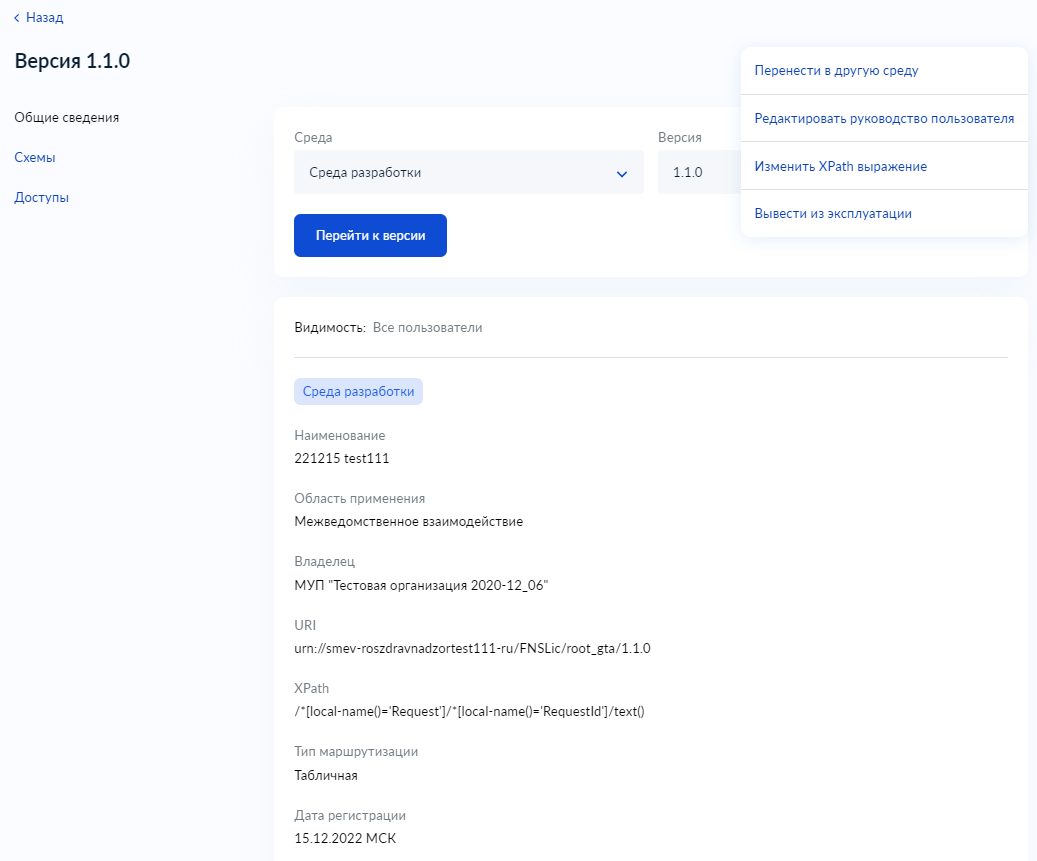 Назад
Версия 1.1.0
Общие сведения
Схемы
Доступы
Среда
Среда разработки
Версия
1.1.0
Перейти к версии
Перенести в другую среду
Редактировать руководство пользователя
Изменить XPath выражение
Вывести из эксплуатации
Видимость: Все пользователи
Среда разработки
Наименование
221215 test111
Область применения
Межведомственное взаимодействие
Владелец
МУП "Тестовая организация 2020-12_06"
URI
urn://smev-roszdravnadzortest111-ru/FNSLic/root_gta/1.1.0
XPath
/*[local-name()='Request']/*[local-name()='RequestId']/text()
Тип маршрутизации
Табличная
Дата регистрации
15.12.2022 МСК